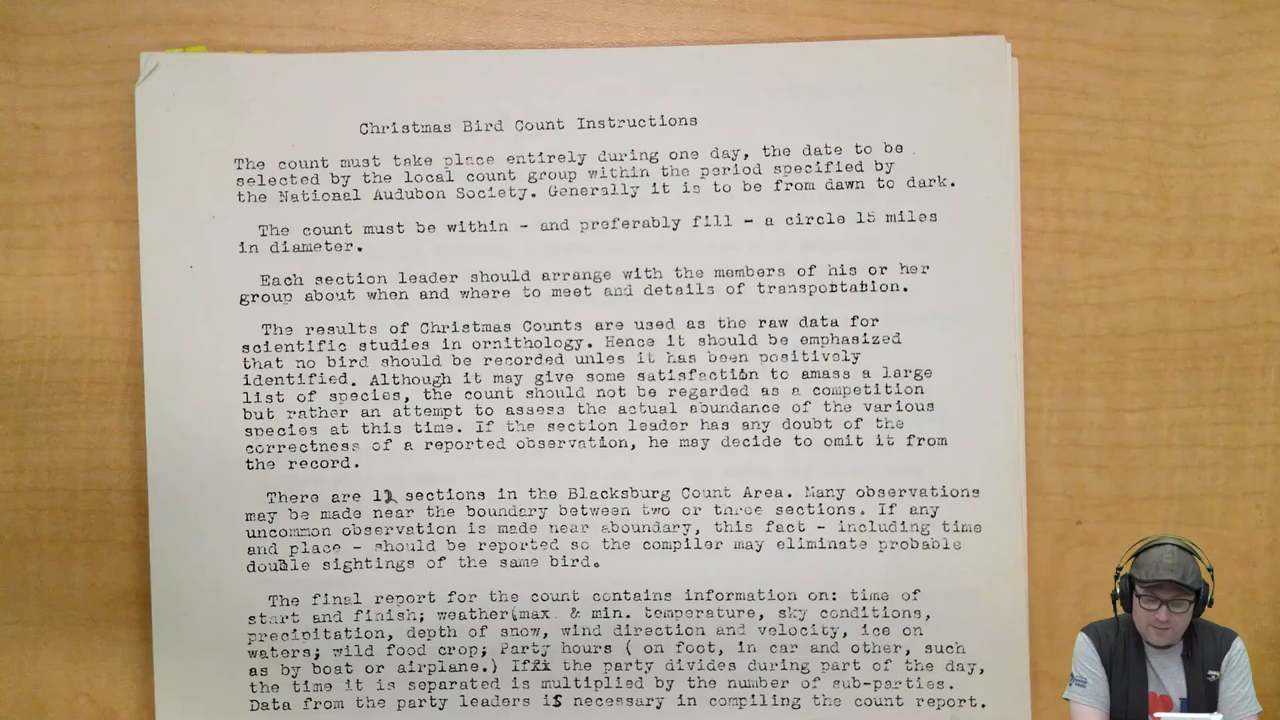 Christmas Bird Count Instructions
The count must take place entirely during one day, the date to be
selected by the local count group within the period specified by
the National Audubon Society. Generally it is to be from dawn to dark.
The count must be within - and preferably fill - a circle 15 miles
in diameter.
Each section leader should arrange with the members of his or her
group about when and where to meet and details of transportation.
The results of Christmas Counts are used as the raw data for
scientific studies in ornithology. Hence it should be emphasized
that no bird should be recorded unles it has been positively
identified. Although it may give some satisfaction to amass a large
list of species, the count should not be regarded as a competition
but rather an attempt to assess the actual abundance of the various
species at this time. If the section leader has any doubt of the
correctness of a reported observation, he may decide to omit it from
the record.
There are 12 sections in the Blacksburg Count Area. Many observations
may be made near the boundary between two or three sections. If any
uncommon observation is made near aboundary, this fact - including time
and place - should be reported so the compiler may eliminate probable
double sightings of the same bird.
The final report for the count contains information on: time of
start and finish; weather(max. & min. temperature, sky conditions,
precipitation, depth of snow, wind direction and velocity, ice on
waters; wild food crop; Party hours ( on foot, in car and other, such
as by boat or airplane.) If the party divides during part of the day,
the time it is separated is multiplied by the number of sub-parties.
Data from the party leaders is necessary in compiling the count report.